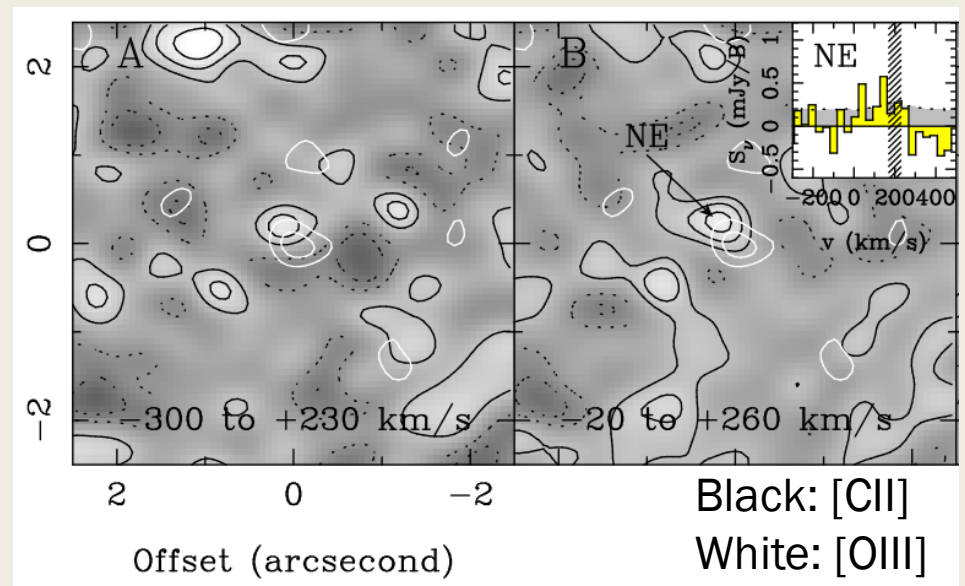 A
B
NE
NE
S_ν (mJy/B)
1
0.5
0
−0.5
−200 0 200 400
v (km/s)
2
0
−2
−300 to +230 km/s
−20 to +260 km/s
2 0 −2
Offset (arcsecond)
Black: [CII]
White: [OIII]